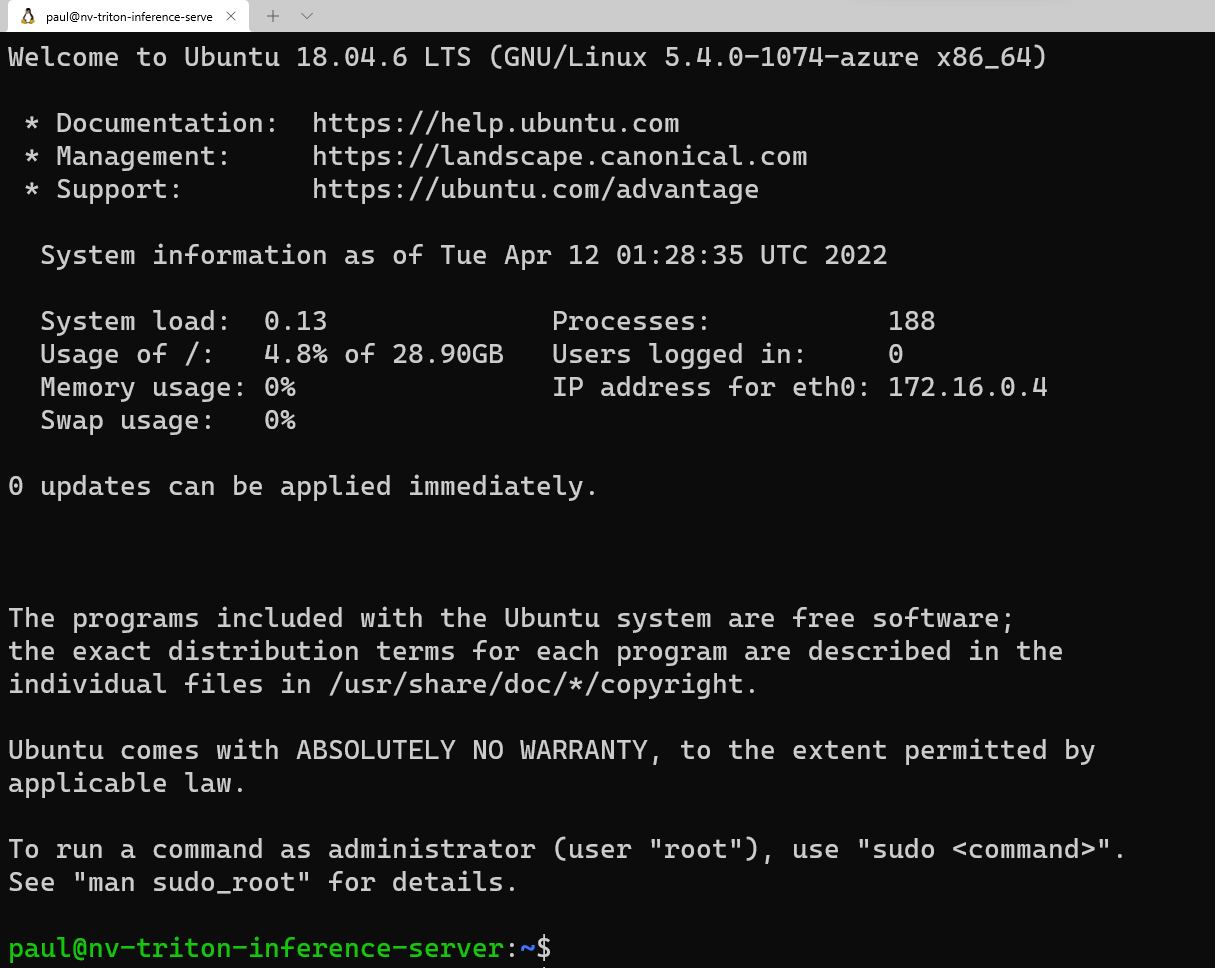 paul@nv-triton-inference-serve
Welcome to Ubuntu 18.04.6 LTS (GNU/Linux 5.4.0-1074-azure x86_64)
* Documentation:  https://help.ubuntu.com
* Management:     https://landscape.canonical.com
* Support:        https://ubuntu.com/advantage
System information as of Tue Apr 12 01:28:35 UTC 2022
System load:  0.13              Processes:           188
Usage of /:   4.8% of 28.90GB   Users logged in:     0
Memory usage: 0%                IP address for eth0: 172.16.0.4
Swap usage:   0%
0 updates can be applied immediately.
The programs included with the Ubuntu system are free software;
the exact distribution terms for each program are described in the
individual files in /usr/share/doc/*/copyright.
Ubuntu comes with ABSOLUTELY NO WARRANTY, to the extent permitted by
applicable law.
To run a command as administrator (user "root"), use "sudo <command>".
See "man sudo_root" for details.
paul@nv-triton-inference-server:~$